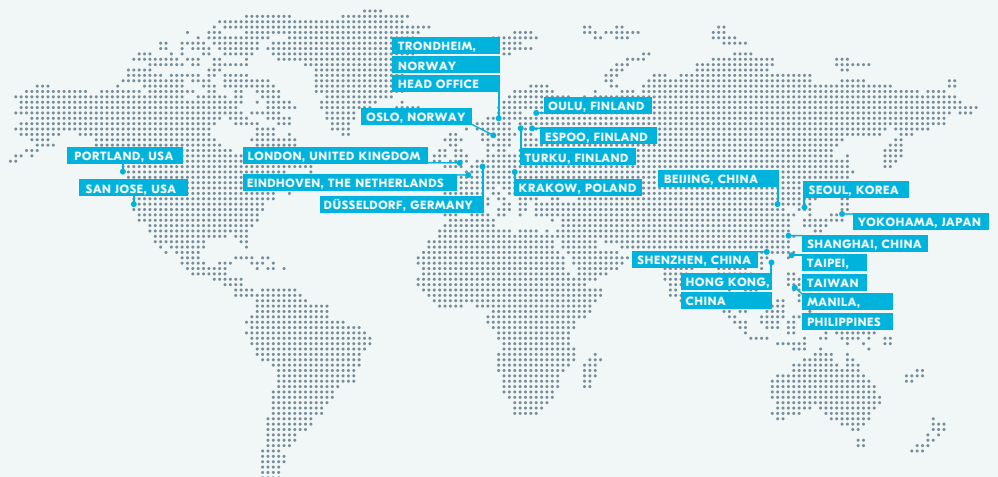 TRONDHEIM,
NORWAY
HEAD OFFICE
OULU, FINLAND
OSLO, NORWAY
ESPOO, FINLAND
PORTLAND, USA
LONDON, UNITED KINGDOM
TURKU, FINLAND
SAN JOSE, USA
EINDHOVEN, THE NETHERLANDS
KRAKOW, POLAND
BEIJING, CHINA
SEOUL, KOREA
DÜSSELDORF, GERMANY
YOKOHAMA, JAPAN
SHANGHAI, CHINA
SHENZHEN, CHINA
TAIPEI,
TAIWAN
HONG KONG,
CHINA
MANILA,
PHILIPPINES